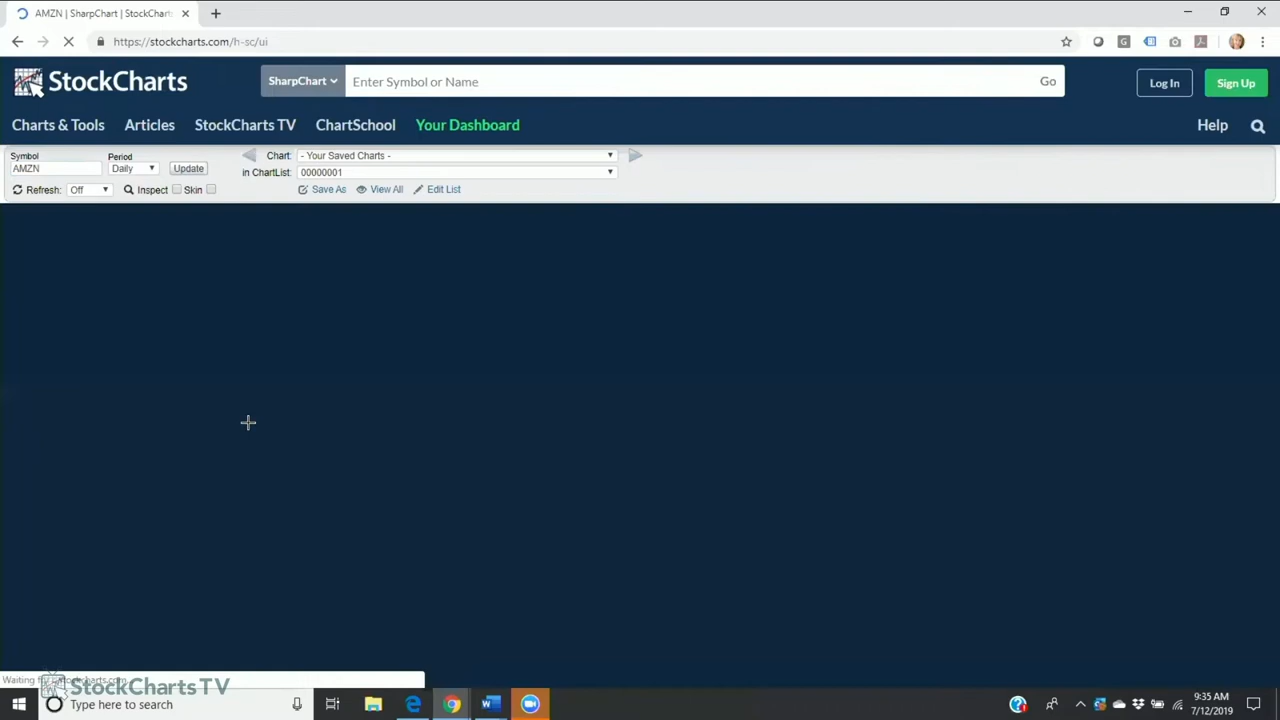 AMZN | SharpChart | StockChart
https://stockcharts.com/h-sc/ui
StockCharts
SharpChart
Enter Symbol or Name
Go
Log In
Sign Up
Charts & Tools
Articles
StockCharts TV
ChartSchool
Your Dashboard
Help
Symbol
Period
AMZN
Daily
Update
Chart:
- Your Saved Charts -
in ChartList:
00000001
Refresh:
Off
Inspect
Skin
Save As
View All
Edit List
StockChartsTV
Type here to search
9:35 AM
7/12/2019